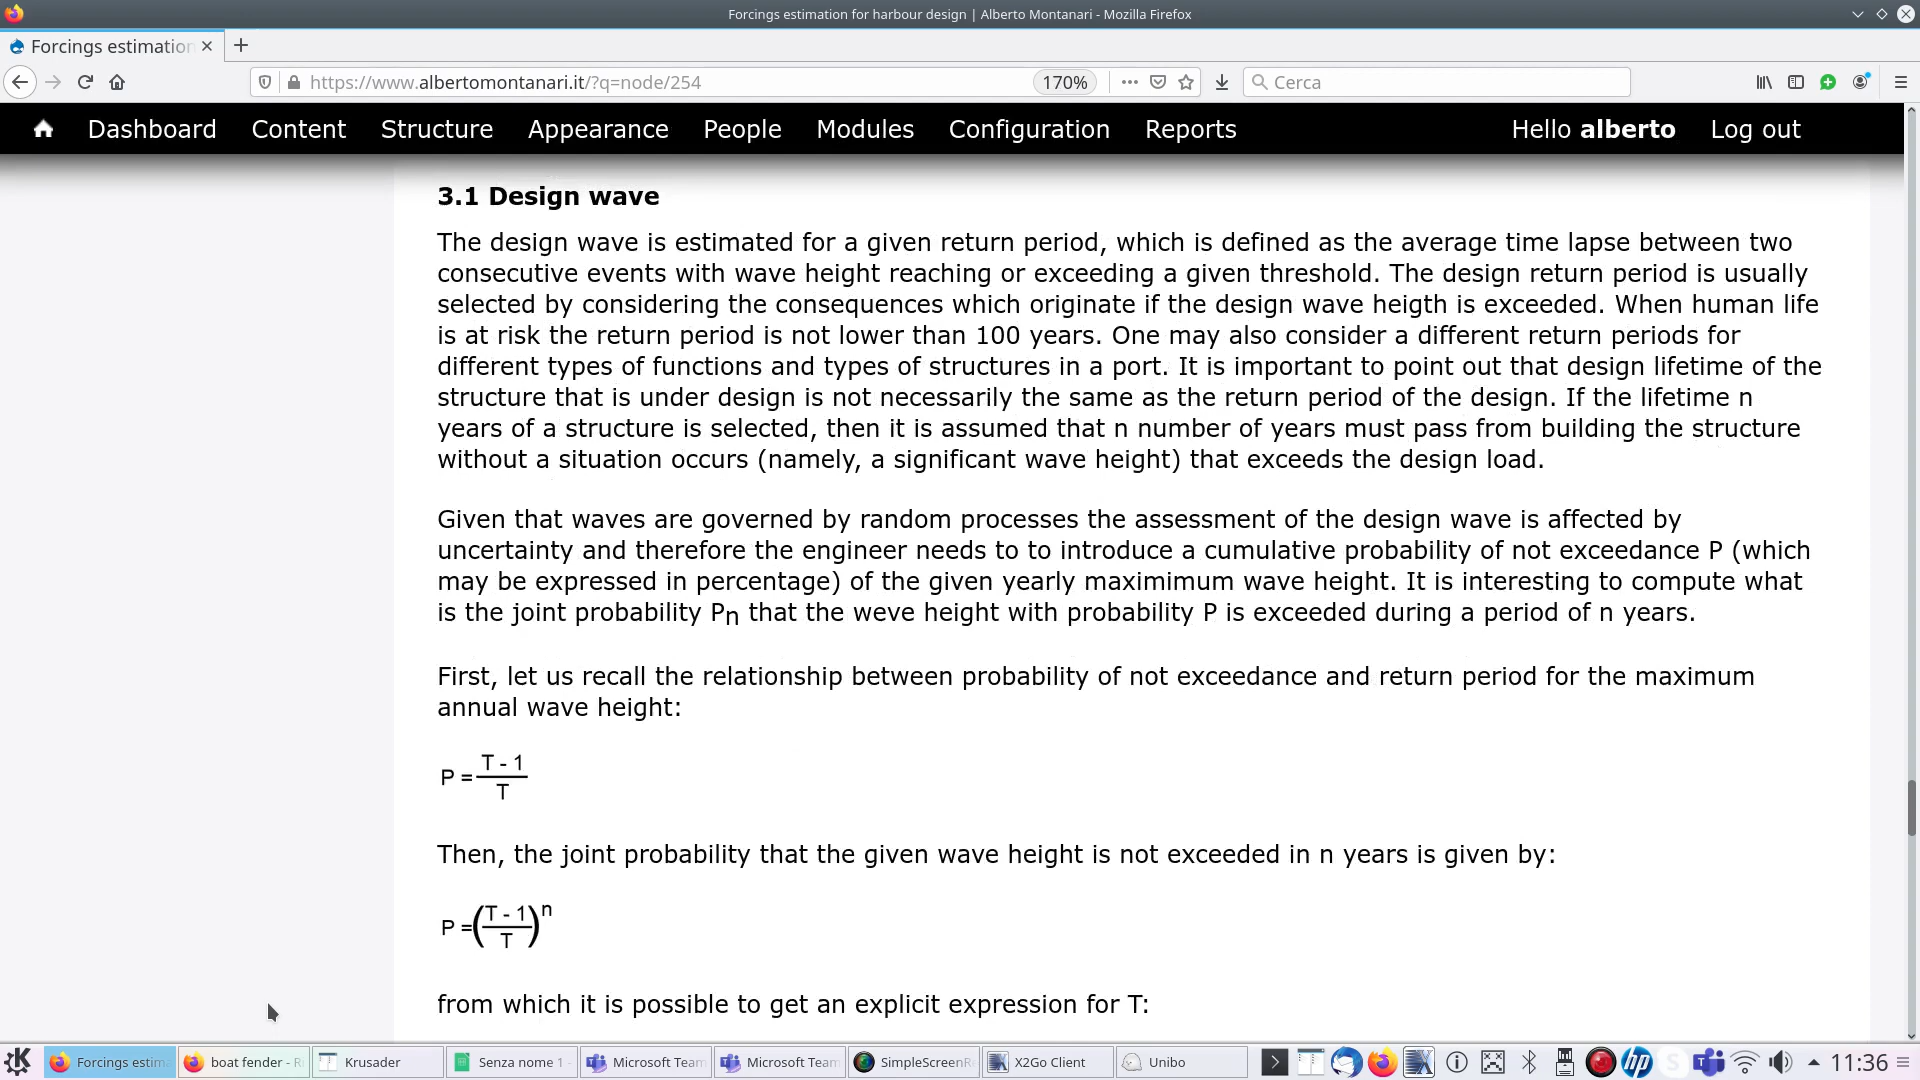 Forcings estimation for harbour design | Alberto Montanari - Mozilla Firefox
Forcings estimation
https://www.albertomontanari.it/?q=node/254
170%
Cerca
Dashboard Content Structure Appearance People Modules Configuration Reports Hello alberto Log out
3.1 Design wave
The design wave is estimated for a given return period, which is defined as the average time lapse between two
consecutive events with wave height reaching or exceeding a given threshold. The design return period is usually
selected by considering the consequences which originate if the design wave heigth is exceeded. When human life
is at risk the return period is not lower than 100 years. One may also consider a different return periods for
different types of functions and types of structures in a port. It is important to point out that design lifetime of the
structure that is under design is not necessarily the same as the return period of the design. If the lifetime n
years of a structure is selected, then it is assumed that n number of years must pass from building the structure
without a situation occurs (namely, a significant wave height) that exceeds the design load.
Given that waves are governed by random processes the assessment of the design wave is affected by
uncertainty and therefore the engineer needs to to introduce a cumulative probability of not exceedance P (which
may be expressed in percentage) of the given yearly maximimum wave height. It is interesting to compute what
is the joint probability Pn that the weve height with probability P is exceeded during a period of n years.
First, let us recall the relationship between probability of not exceedance and return period for the maximum
annual wave height:
P = T - 1
T
Then, the joint probability that the given wave height is not exceeded in n years is given by:
P =(T - 1)n
T
from which it is possible to get an explicit expression for T:
Forcings estim boat fender - R Krusader Senza nome 1 - Microsoft Team Microsoft Team SimpleScreenR X2Go Client Unibo 11:36